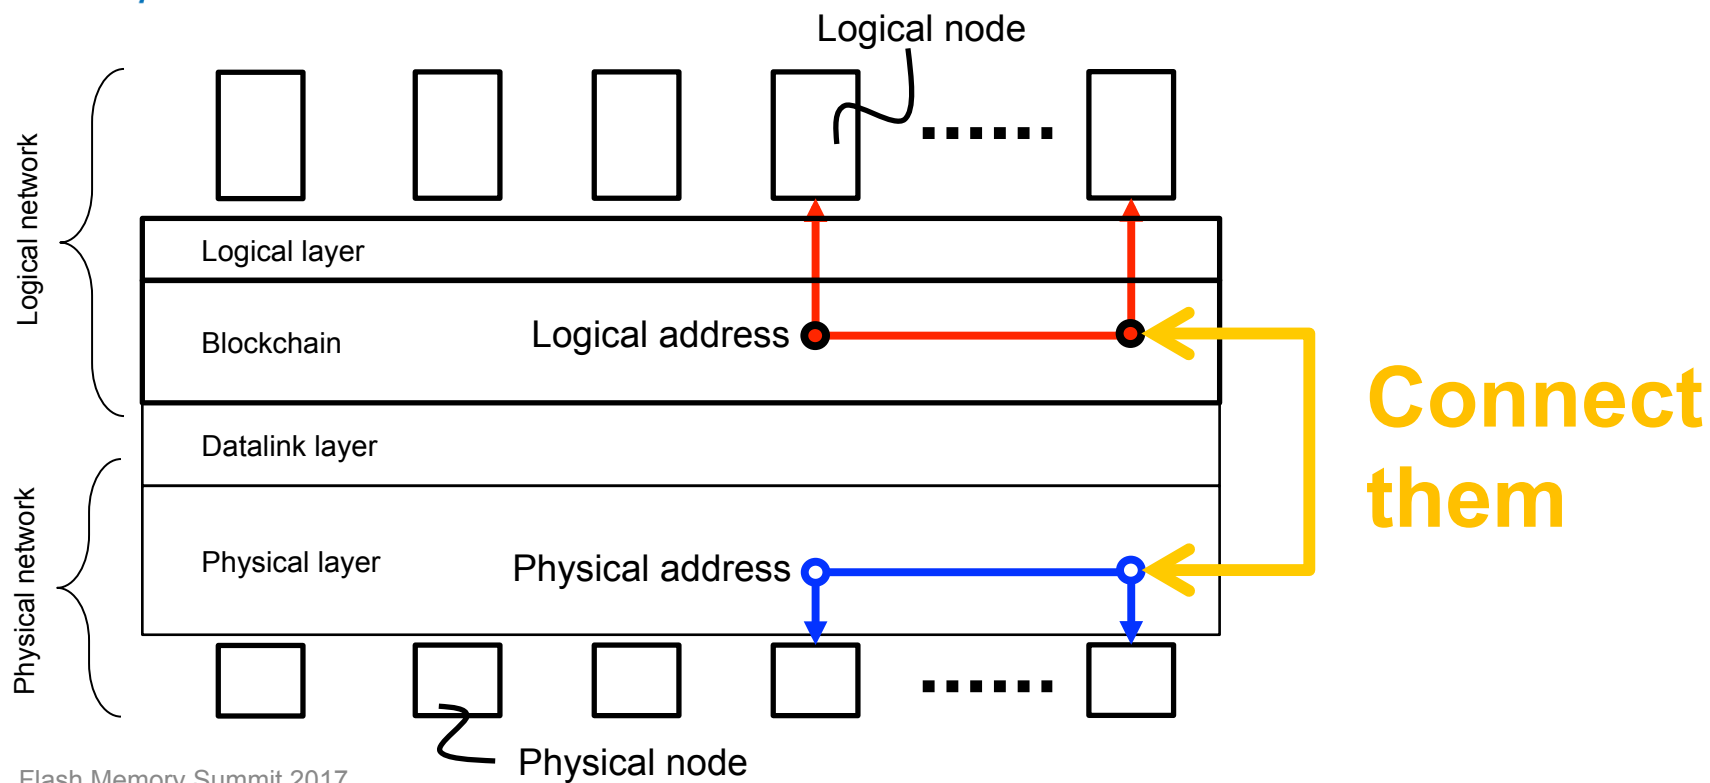 Logical node
Logical network
Logical layer
Blockchain
Logical address
Connect
them
Datalink layer
Physical network
Physical layer
Physical address
Physical node
Flash Memory Summit 2017